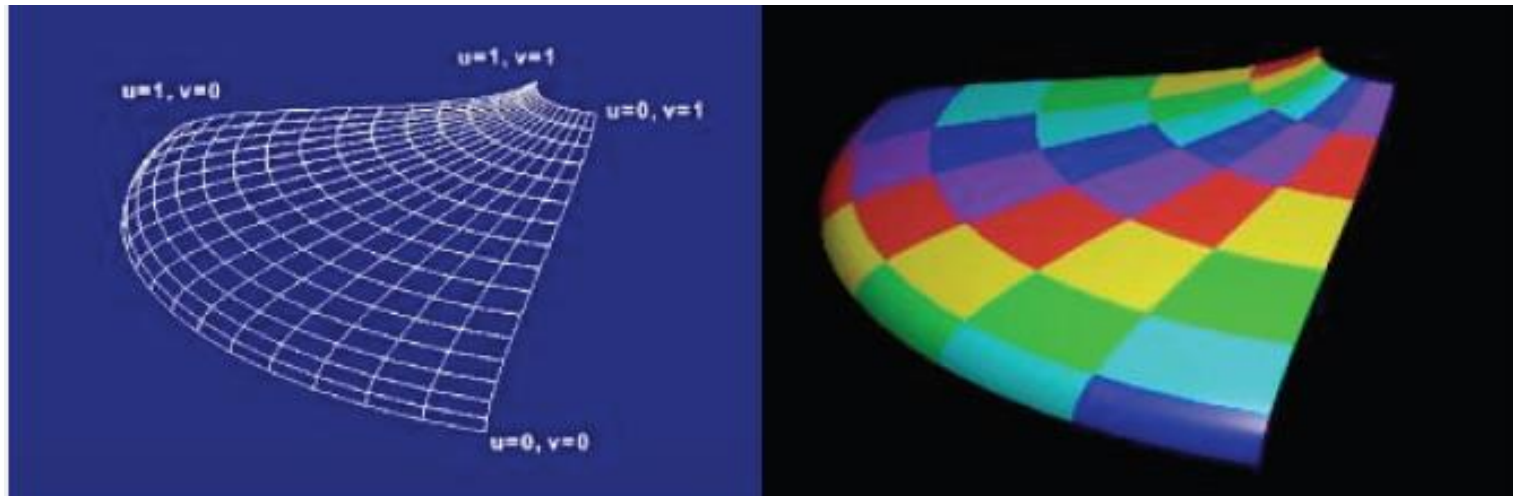 u=1, v=1
u=1, v=0
u=0, v=1
u=0, v=0